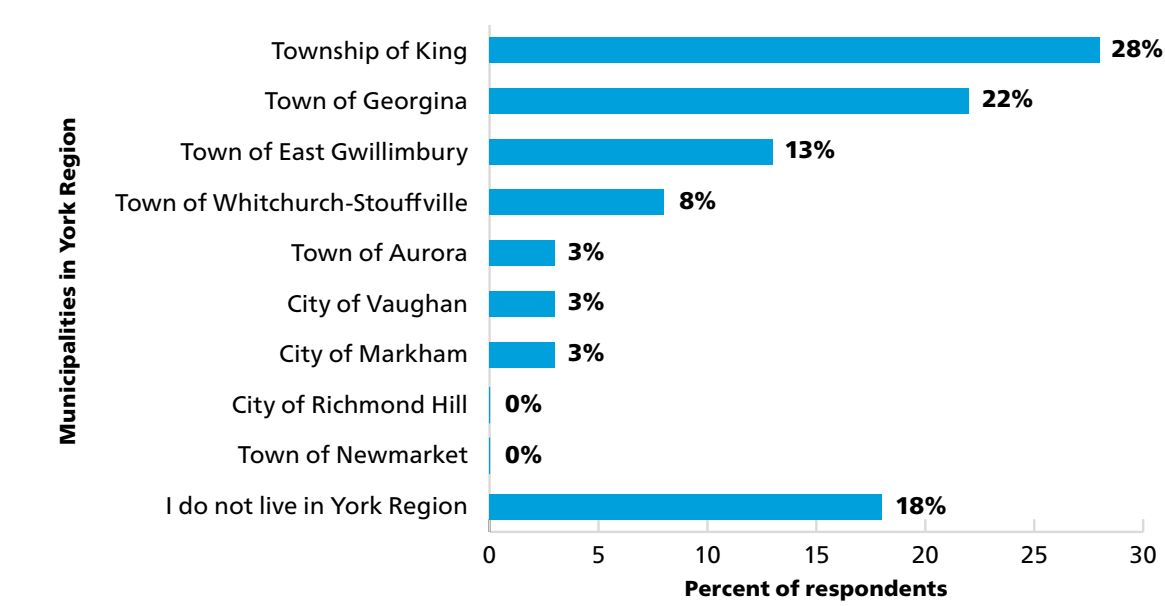 Municipalities in York Region
Township of King 28%
Town of Georgina 22%
Town of East Gwillimbury 13%
Town of Whitchurch-Stouffville 8%
Town of Aurora 3%
City of Vaughan 3%
City of Markham 3%
City of Richmond Hill 0%
Town of Newmarket 0%
I do not live in York Region 18%
0 5 10 15 20 25 30
Percent of respondents